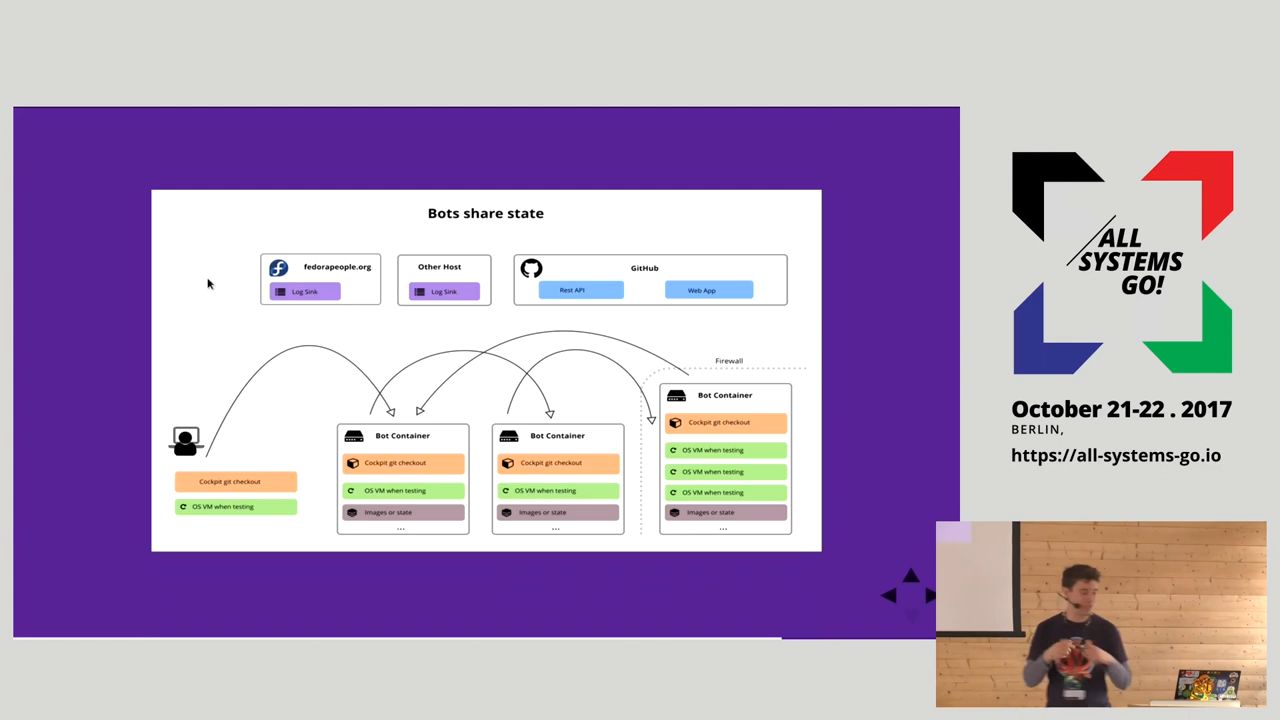 Bots share state
fedorapeople.org
Log Sink
Other Host
Log Sink
GitHub
Rest API
Web App
Firewall
Cockpit git checkout
OS VM when testing
Bot Container
Cockpit git checkout
OS VM when testing
Images or state
...
Bot Container
Cockpit git checkout
OS VM when testing
Images or state
...
Bot Container
Cockpit git checkout
OS VM when testing
OS VM when testing
OS VM when testing
Images or state
...
ALL
SYSTEMS
GO!
October 21-22 . 2017
BERLIN,
https://all-systems-go.io